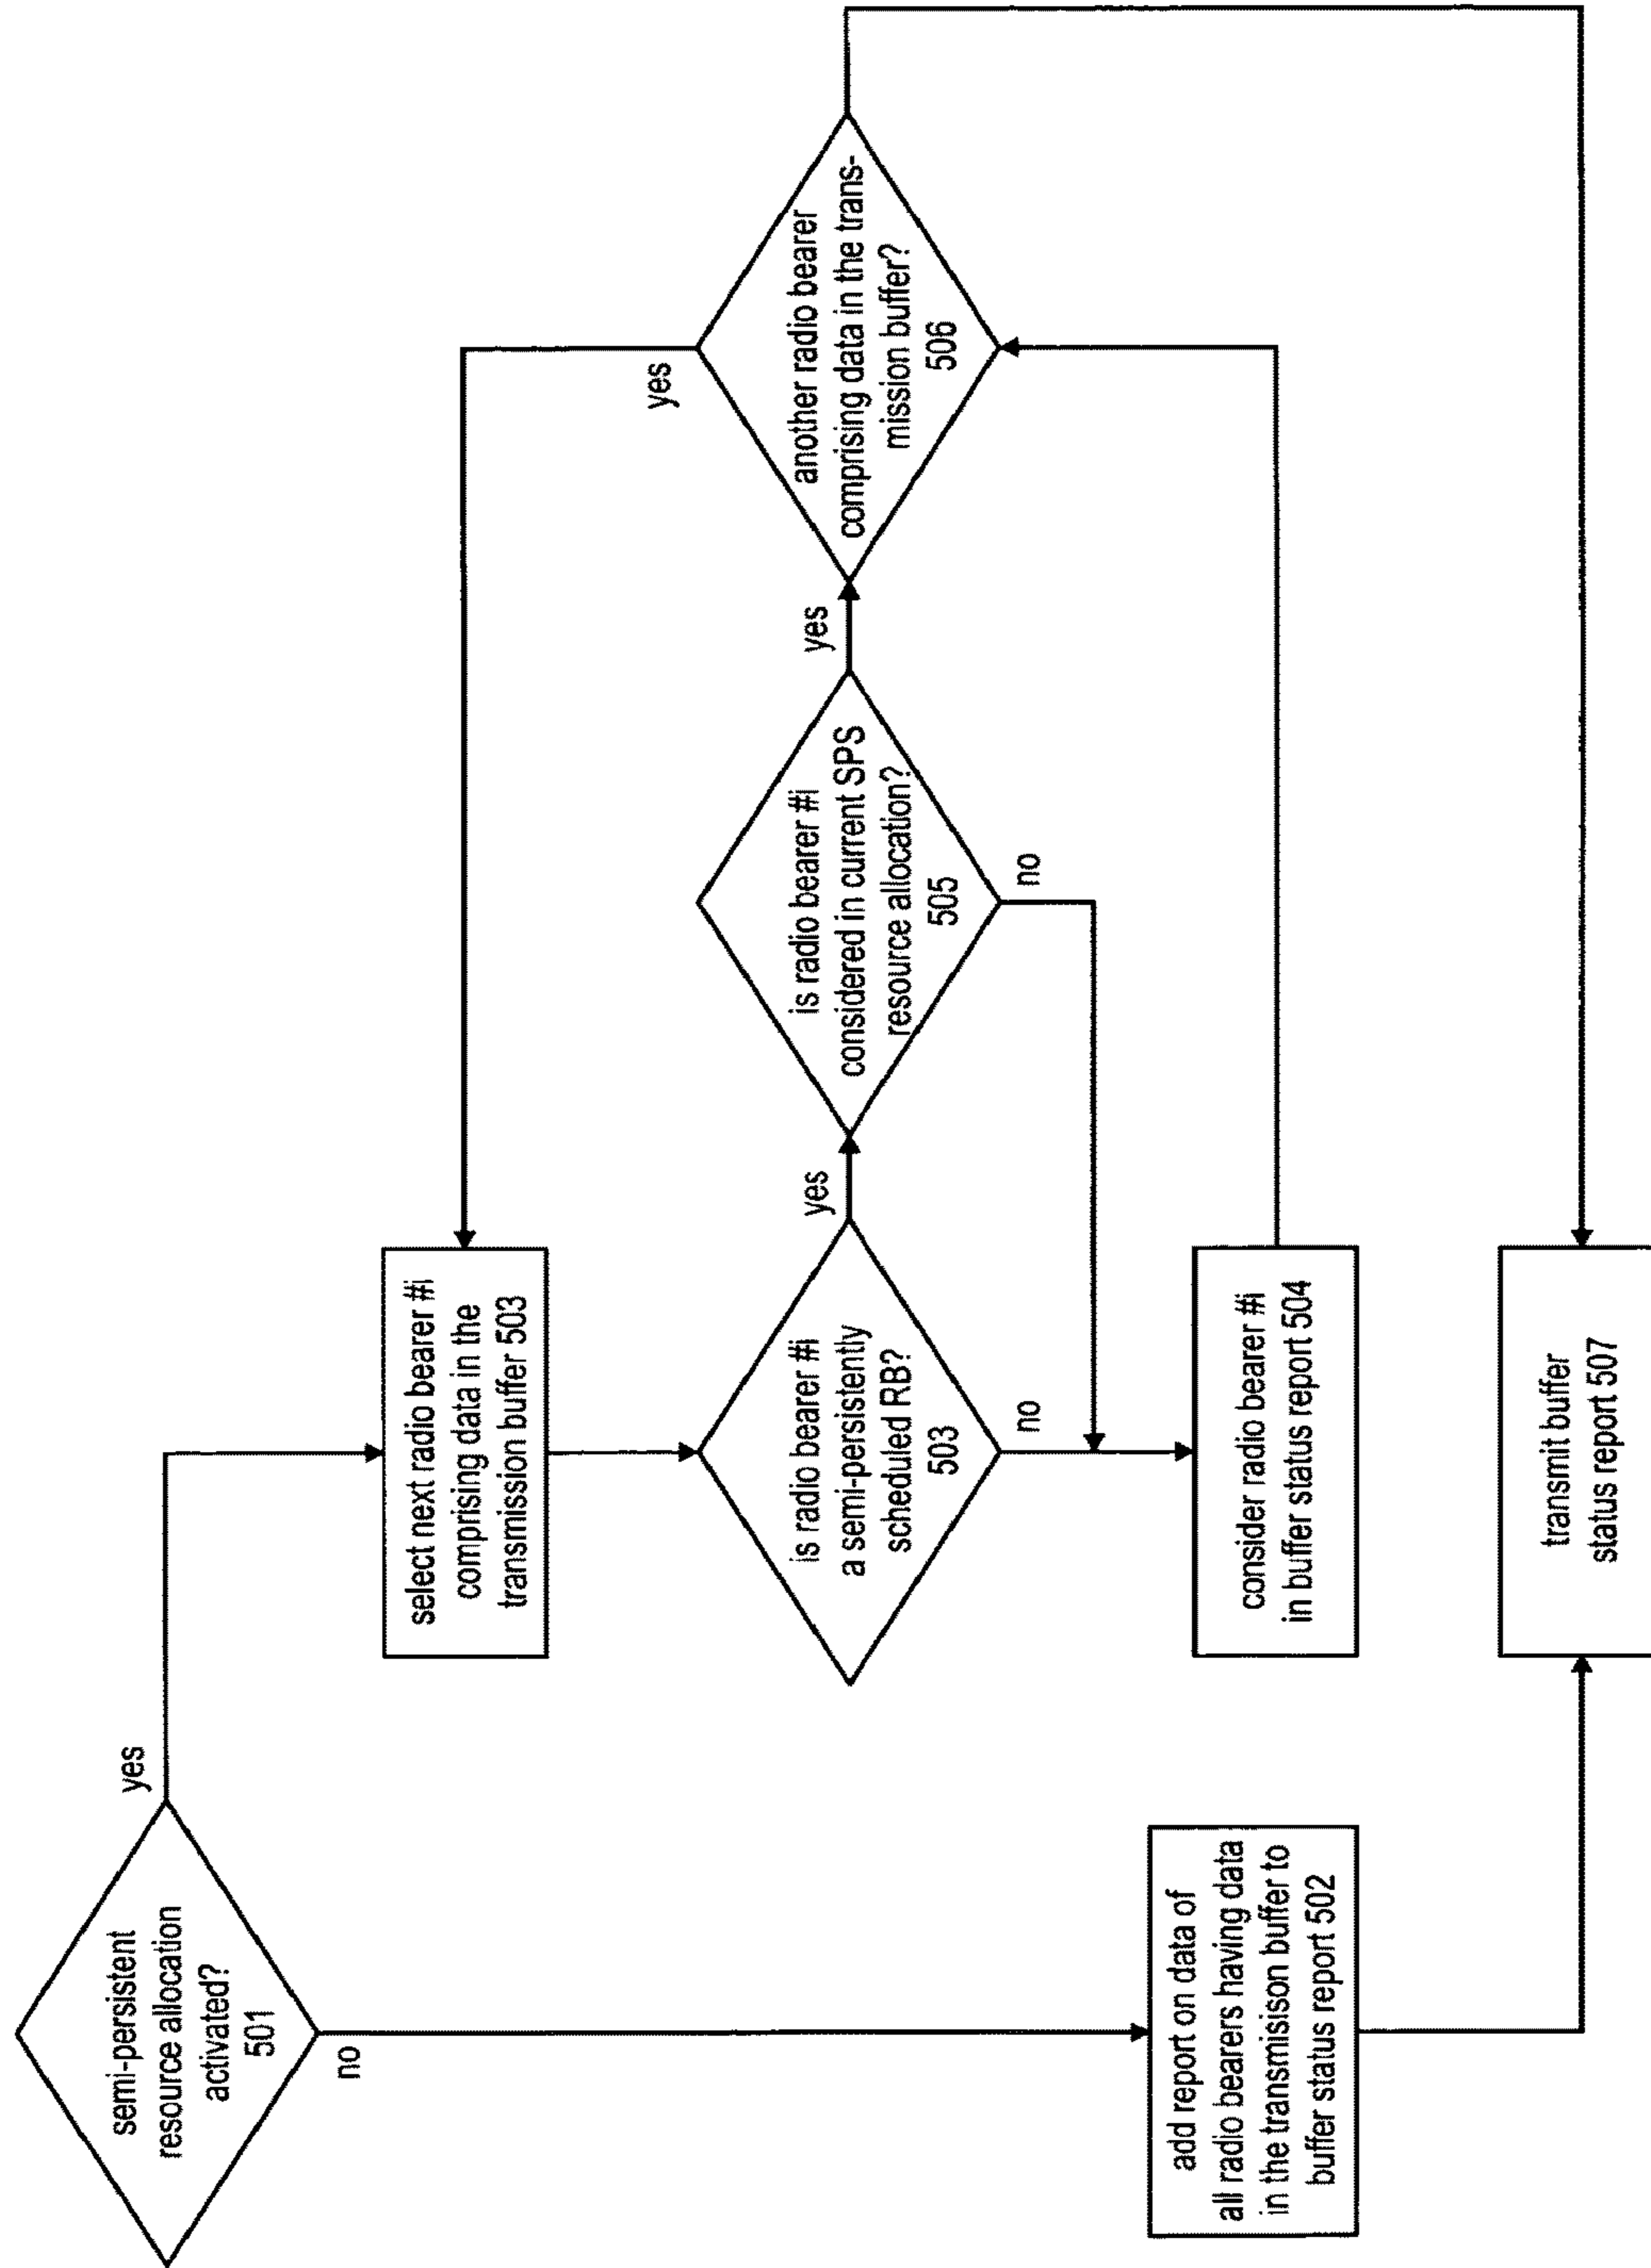 semi-persistent
resource allocation
activated?
501
yes
no
add report on data of
all radio bearers having data
in the transmisison buffer to
buffer status report 502
select next radio bearer #i
comprising data in the
transmission buffer 503
is radio bearer #i
a semi-persistently
scheduled RB?
503
yes
no
consider radio bearer #i
in buffer status report 504
transmit buffer
status report 507
is radio bearer #i
considered in current SPS
resource allocation?
505
yes
no
another radio bearer
comprising data in the trans-
mission buffer?
506
yes